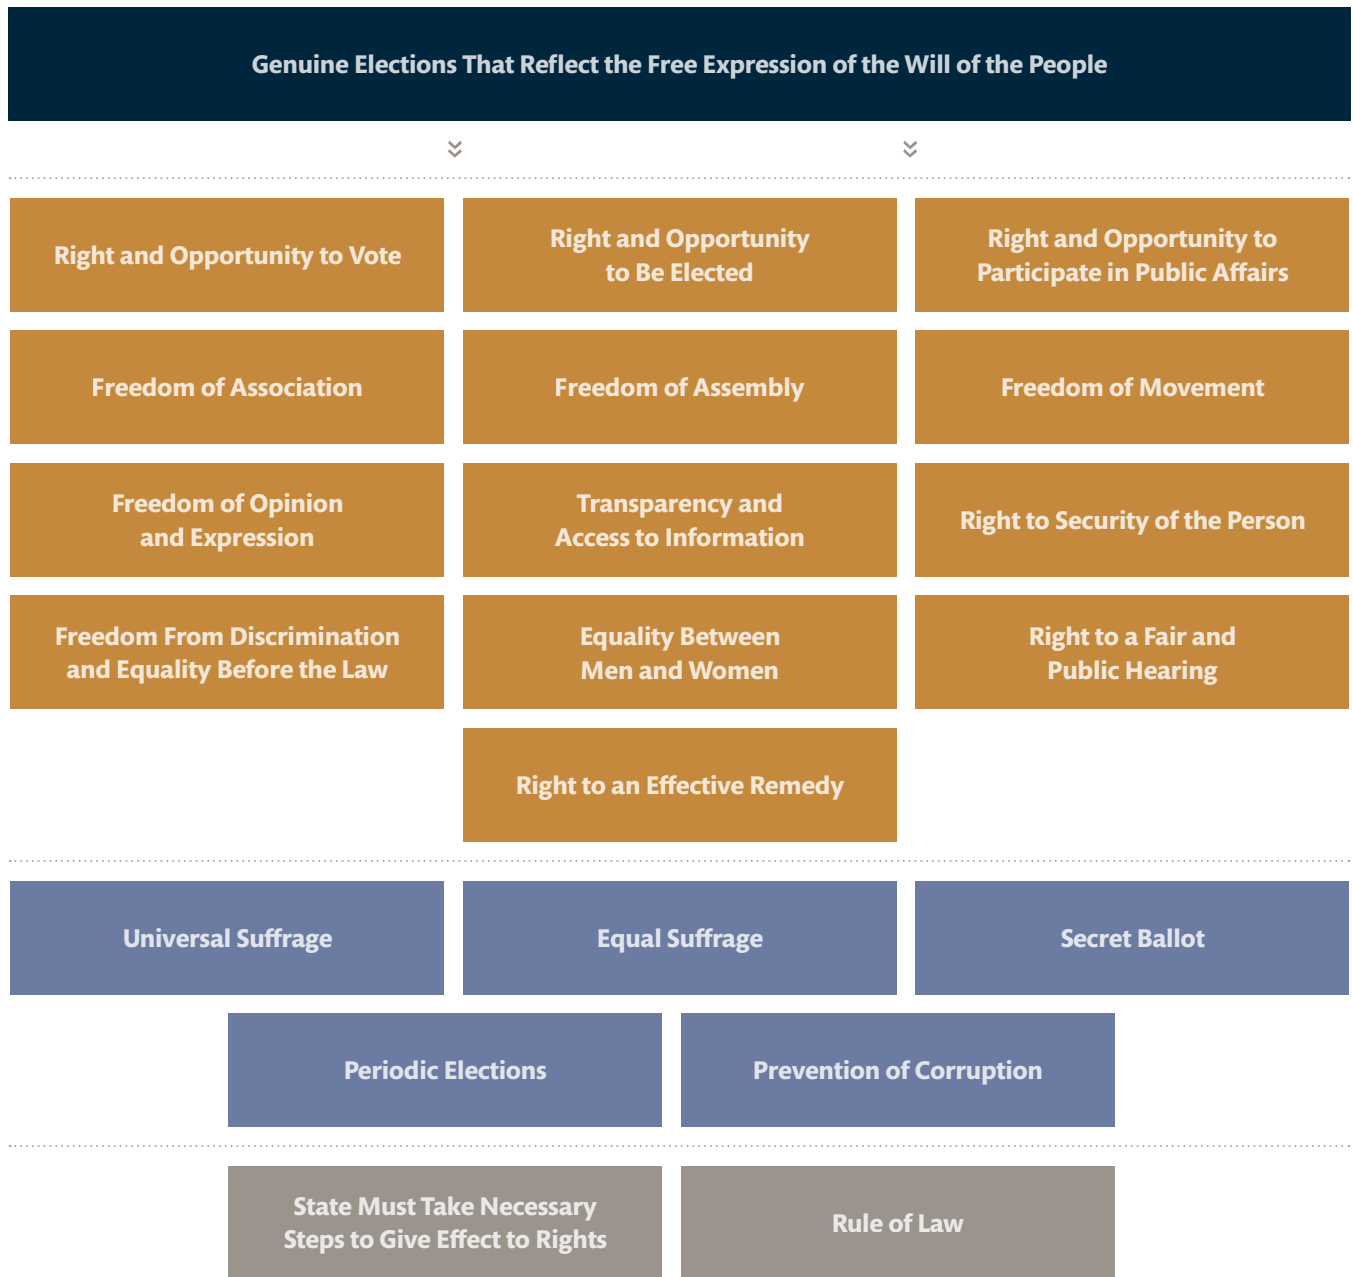 Genuine Elections That Reflect the Free Expression of the Will of the People
Right and Opportunity to Vote
Right and Opportunity
to Be Elected
Right and Opportunity to
Participate in Public Affairs
Freedom of Association
Freedom of Assembly
Freedom of Movement
Freedom of Opinion
and Expression
Transparency and
Access to Information
Right to Security of the Person
Freedom From Discrimination
and Equality Before the Law
Equality Between
Men and Women
Right to a Fair and
Public Hearing
Right to an Effective Remedy
Universal Suffrage
Equal Suffrage
Secret Ballot
Periodic Elections
Prevention of Corruption
State Must Take Necessary
Steps to Give Effect to Rights
Rule of Law